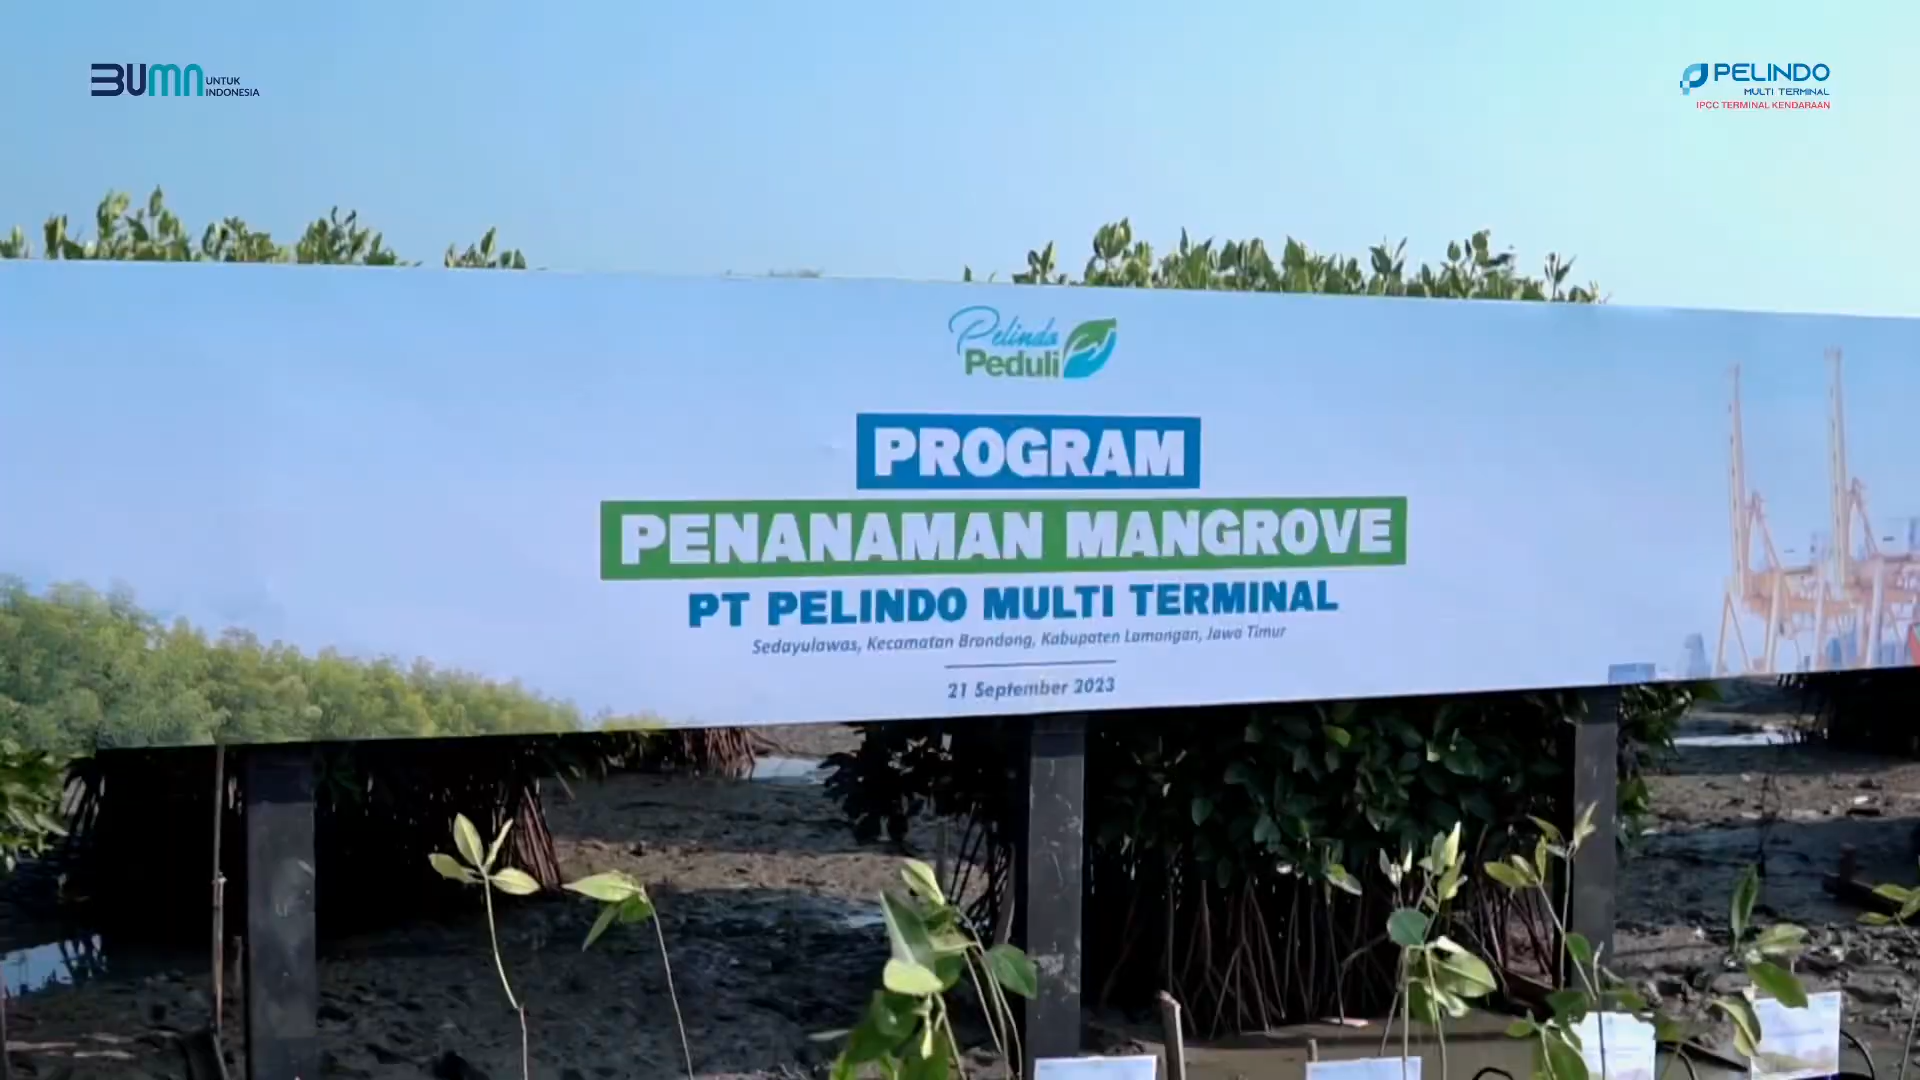 BUMN UNTUK
INDONESIA
PELINDO
MULTI TERMINAL
IPCC TERMINAL KENDARAAN
Pelindo
Peduli
PROGRAM
PENANAMAN MANGROVE
PT PELINDO MULTI TERMINAL
Sedayulawas, Kecamatan Brondong, Kabupaten Lamongan, Jawa Timur
21 September 2023